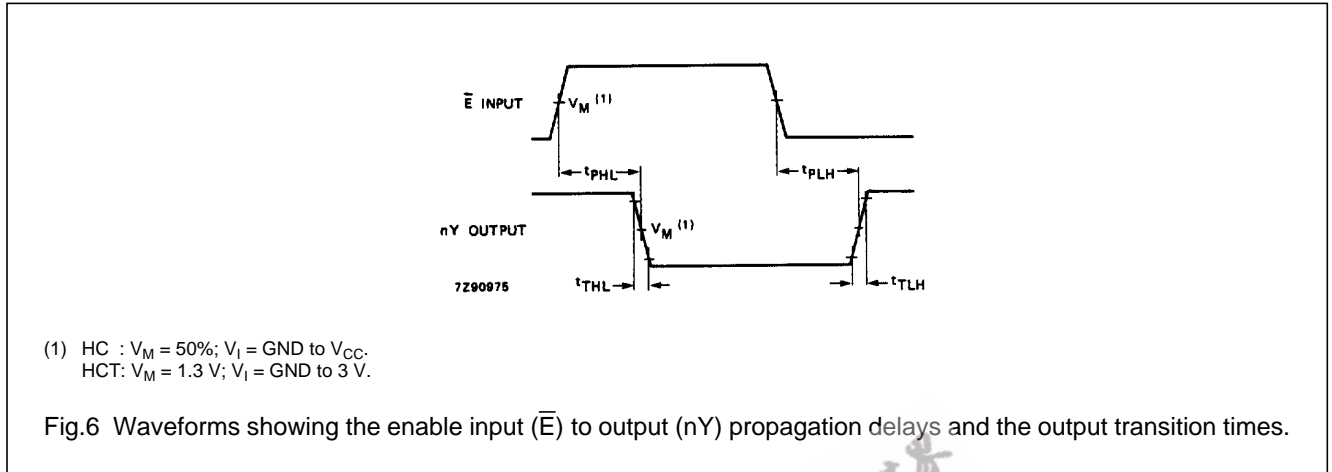 E̅ INPUT
V_M (1)
t_PHL
t_PLH
nY OUTPUT
V_M (1)
7Z90975
t_THL
t_TLH
(1) HC : V_M = 50%; V_I = GND to V_CC.
HCT: V_M = 1.3 V; V_I = GND to 3 V.
Fig.6 Waveforms showing the enable input (E̅) to output (nY) propagation delays and the output transition times.